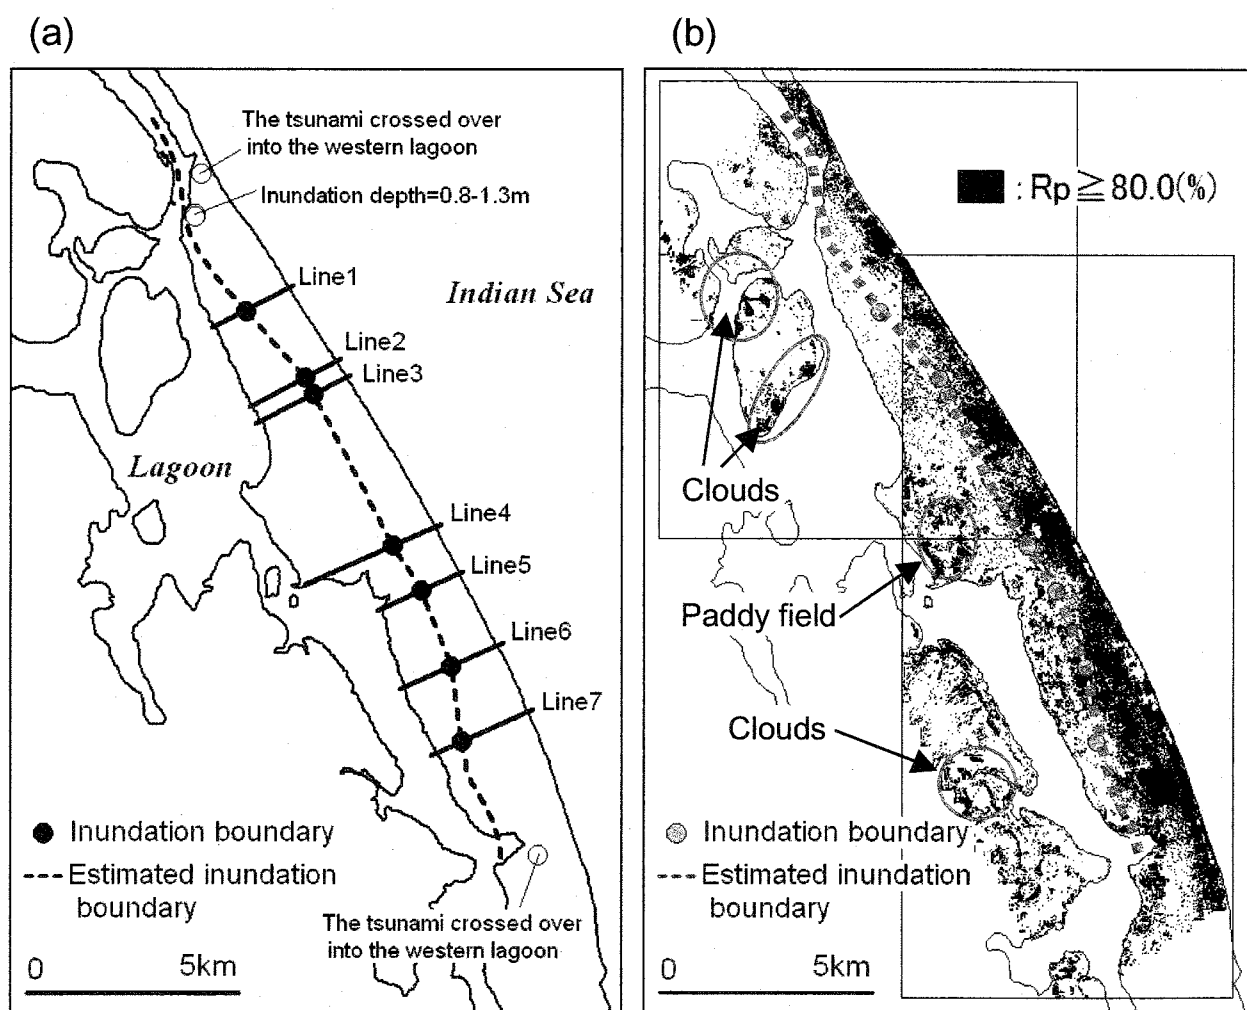 (a)
The tsunami crossed over
into the western lagoon
Inundation depth=0.8-1.3m
Line1
Indian Sea
Line2
Line3
Lagoon
Line4
Line5
Line6
Line7
Inundation boundary
Estimated inundation
boundary
The tsunami crossed over
into the western lagoon
0
5km
(b)
: Rp ≧ 80.0(%)
Clouds
Paddy field
Clouds
Inundation boundary
Estimated inundation
boundary
0
5km